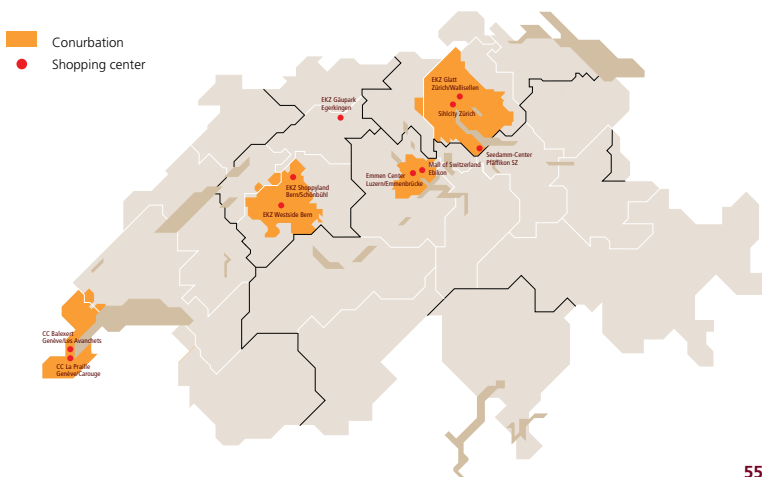 Conurbation
Shopping center
EKZ Glatt
Zürich/Wallisellen
Sihlcity Zürich
EKZ Gäupark
Egerkingen
Seedamm-Center
Pfäffikon SZ
Mall of Switzerland
Ebikon
Emmen Center
Luzern/Emmenbrücke
EKZ Shoppyland
Bern/Schönbühl
EKZ Westside Bern
CC Balexert
Genève/Les Avanchets
CC La Praille
Genève/Carouge
55